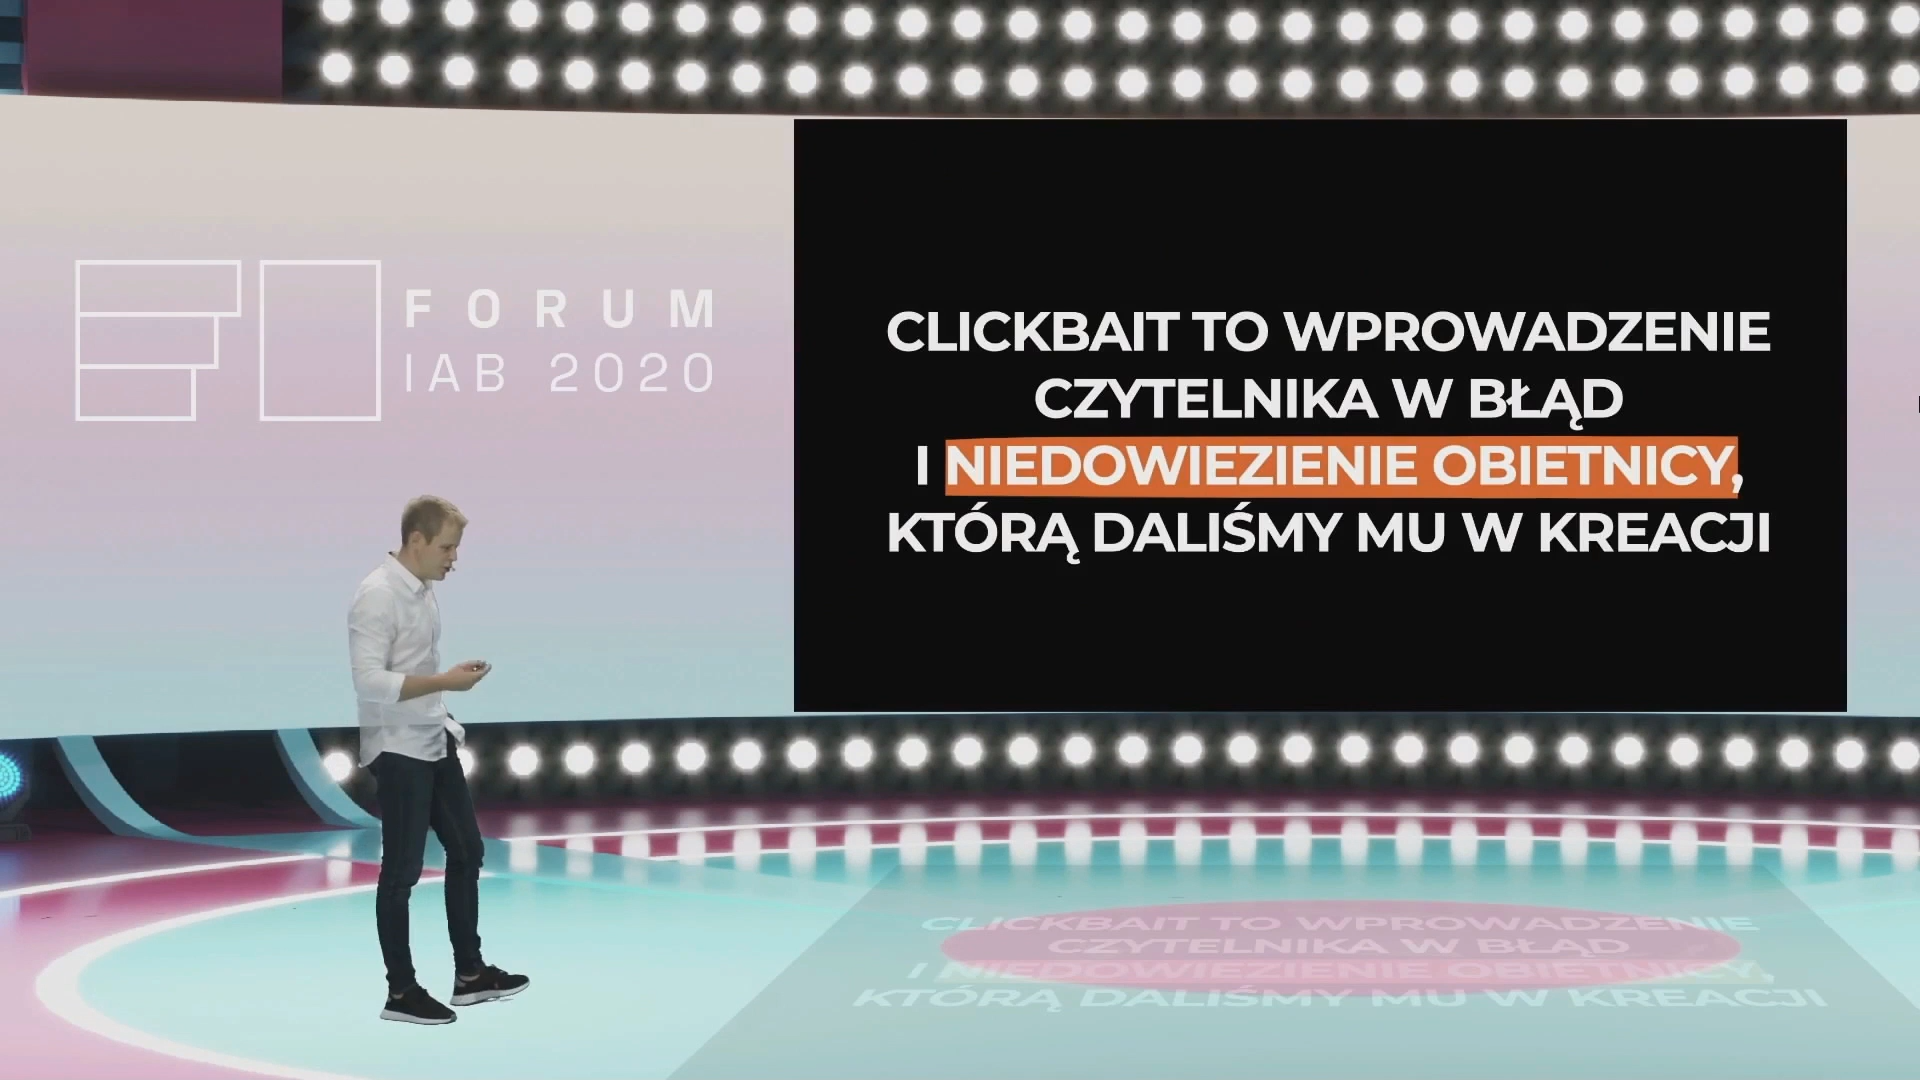 FORUM
IAB 2020
CLICKBAIT TO WPROWADZENIE
CZYTELNIKA W BŁĄD
I NIEDOWIEZIENIE OBIETNICY,
KTÓRĄ DALIŚMY MU W KREACJI
CLICKBAIT TO WPROWADZENIE
CZYTELNIKA W BŁĄD
I NIEDOWIEZIENIE OBIETNICY,
KTÓRĄ DALIŚMY MU W KREACJI